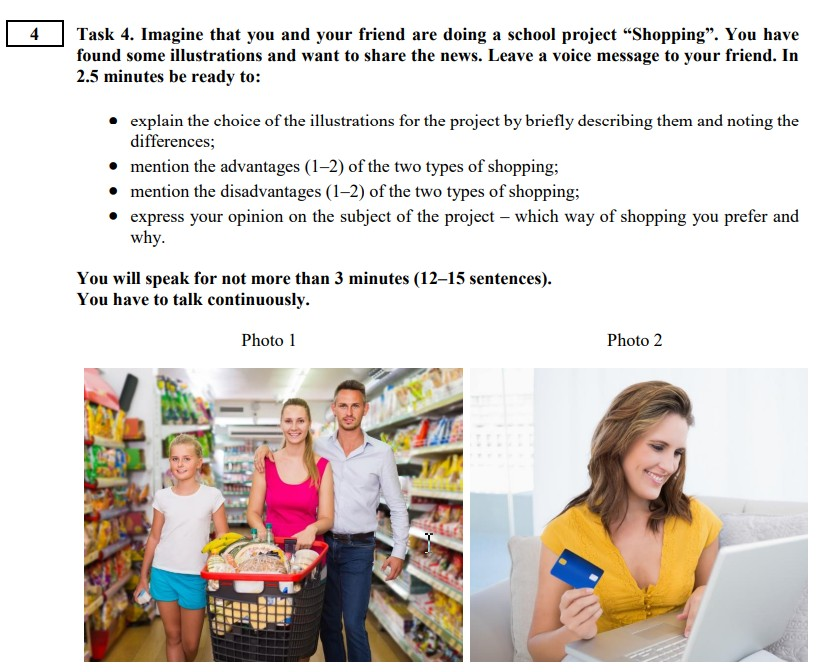 4
Task 4. Imagine that you and your friend are doing a school project “Shopping”. You have
found some illustrations and want to share the news. Leave a voice message to your friend. In
2.5 minutes be ready to:
• explain the choice of the illustrations for the project by briefly describing them and noting the
differences;
• mention the advantages (1–2) of the two types of shopping;
• mention the disadvantages (1–2) of the two types of shopping;
• express your opinion on the subject of the project – which way of shopping you prefer and
why.
You will speak for not more than 3 minutes (12–15 sentences).
You have to talk continuously.
Photo 1
Photo 2